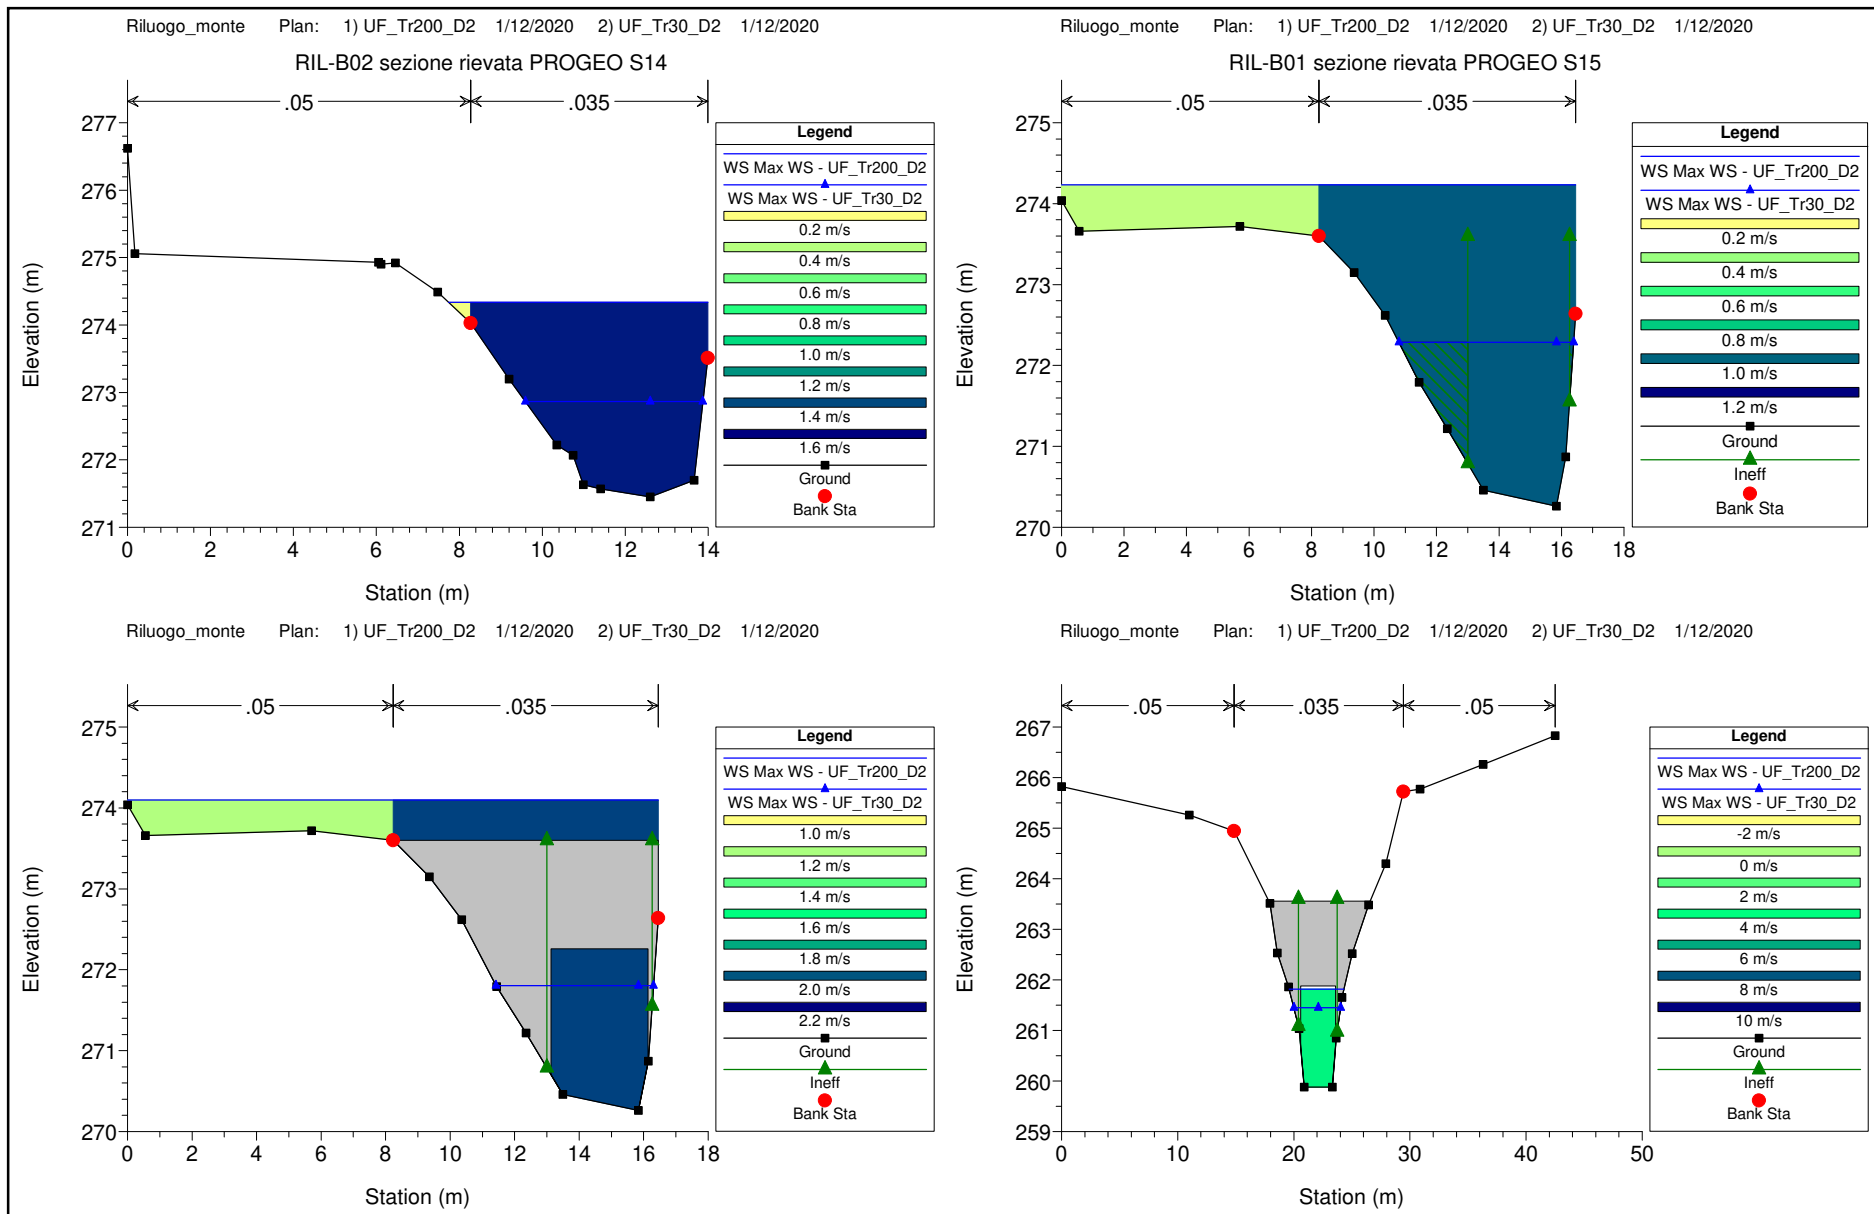 Riluogo_monte Plan: 1) UF_Tr200_D2 1/12/2020 2) UF_Tr30_D2 1/12/2020
RIL-B02 sezione rievata PROGEO S14
.05 .035
277
276
275
274
273
272
271
0 2 4 6 8 10 12 14
Station (m)
Elevation (m)
Legend
WS Max WS - UF_Tr200_D2
WS Max WS - UF_Tr30_D2
0.2 m/s
0.4 m/s
0.6 m/s
0.8 m/s
1.0 m/s
1.2 m/s
1.4 m/s
1.6 m/s
Ground
Bank Sta
Riluogo_monte Plan: 1) UF_Tr200_D2 1/12/2020 2) UF_Tr30_D2 1/12/2020
RIL-B01 sezione rievata PROGEO S15
.05 .035
275
274
273
272
271
270
0 2 4 6 8 10 12 14 16 18
Station (m)
Elevation (m)
Legend
WS Max WS - UF_Tr200_D2
WS Max WS - UF_Tr30_D2
0.2 m/s
0.4 m/s
0.6 m/s
0.8 m/s
1.0 m/s
1.2 m/s
Ground
Ineff
Bank Sta
Riluogo_monte Plan: 1) UF_Tr200_D2 1/12/2020 2) UF_Tr30_D2 1/12/2020
.05 .035
275
274
273
272
271
270
0 2 4 6 8 10 12 14 16 18
Station (m)
Elevation (m)
Legend
WS Max WS - UF_Tr200_D2
WS Max WS - UF_Tr30_D2
1.0 m/s
1.2 m/s
1.4 m/s
1.6 m/s
1.8 m/s
2.0 m/s
2.2 m/s
Ground
Ineff
Bank Sta
Riluogo_monte Plan: 1) UF_Tr200_D2 1/12/2020 2) UF_Tr30_D2 1/12/2020
.05 .035 .05
267
266
265
264
263
262
261
260
259
0 10 20 30 40 50
Station (m)
Elevation (m)
Legend
WS Max WS - UF_Tr200_D2
WS Max WS - UF_Tr30_D2
-2 m/s
0 m/s
2 m/s
4 m/s
6 m/s
8 m/s
10 m/s
Ground
Ineff
Bank Sta